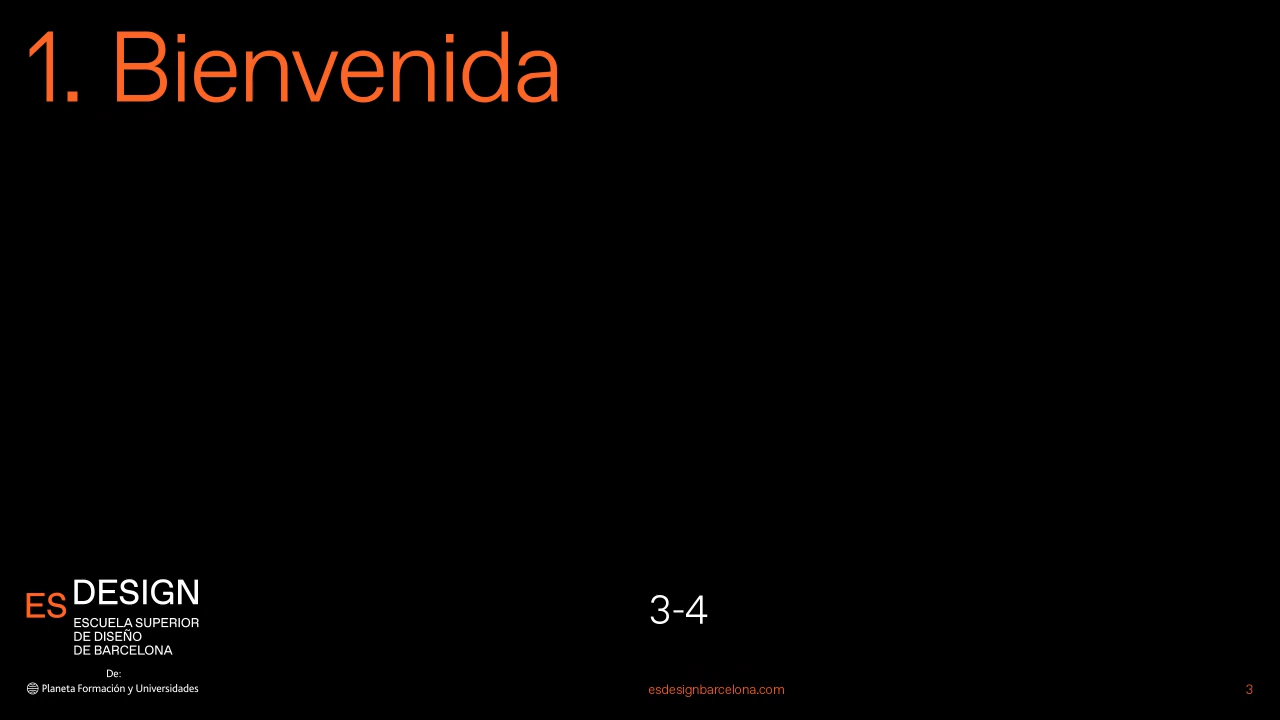 1. Bienvenida
ES DESIGN
ESCUELA SUPERIOR
DE DISEÑO
DE BARCELONA
De:
Planeta Formación y Universidades
3-4
esdesignbarcelona.com
3